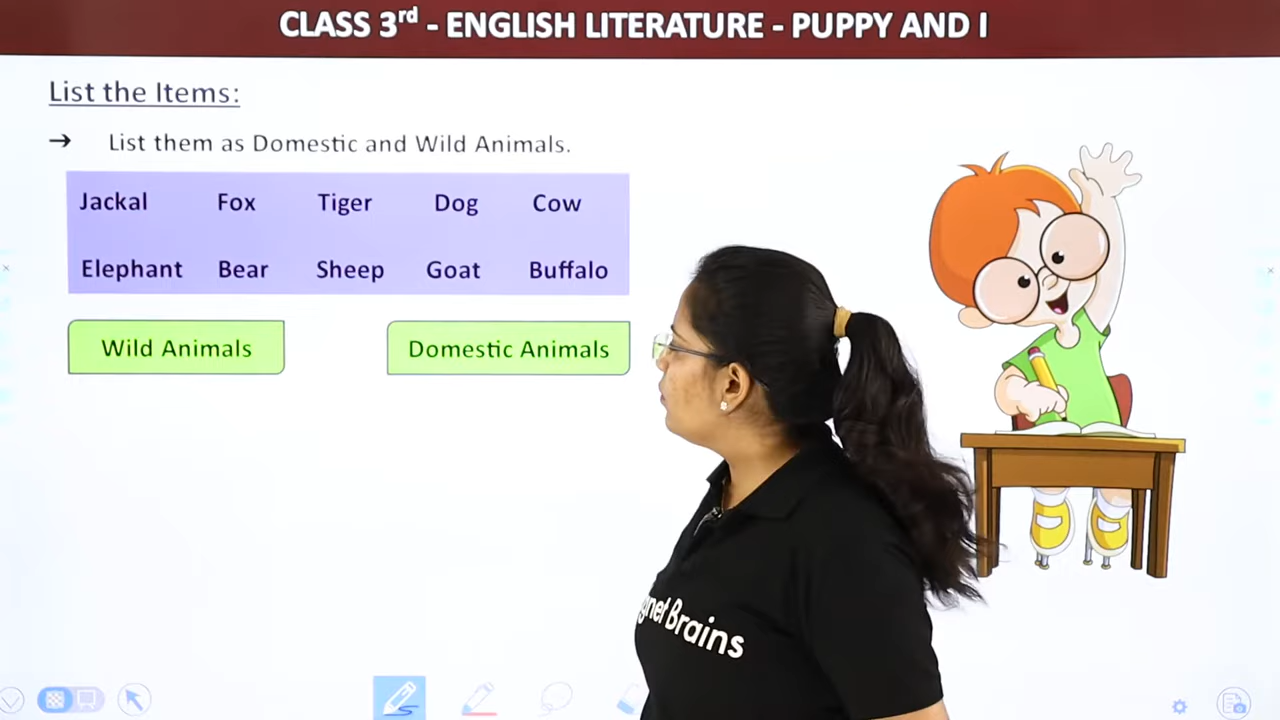 CLASS 3rd - ENGLISH LITERATURE - PUPPY AND I
List the Items:
→ List them as Domestic and Wild Animals.
Jackal Fox Tiger Dog Cow
Elephant Bear Sheep Goat Buffalo
Wild Animals Domestic Animals
gnet Brains